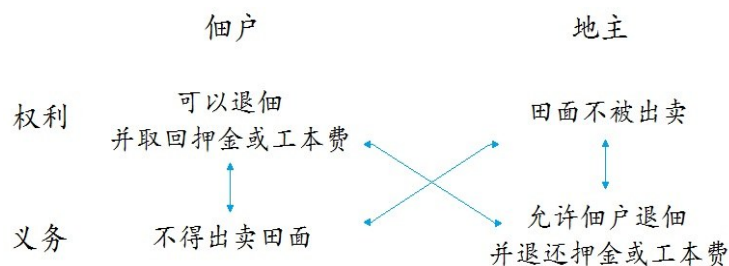 佃户 地主
权利 可以退佃
并取回押金或工本费 田面不被出卖
义务 不得出卖田面 允许佃户退佃
并退还押金或工本费